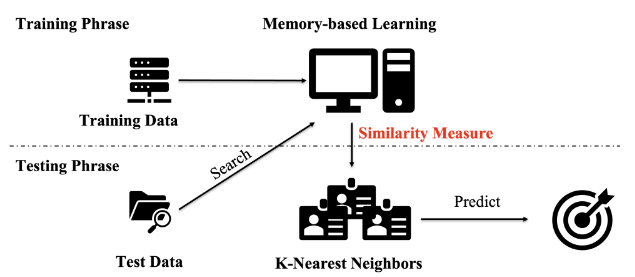 Training Phrase
Memory-based Learning
Training Data
Similarity Measure
Testing Phrase
Search
Predict
Test Data
K-Nearest Neighbors